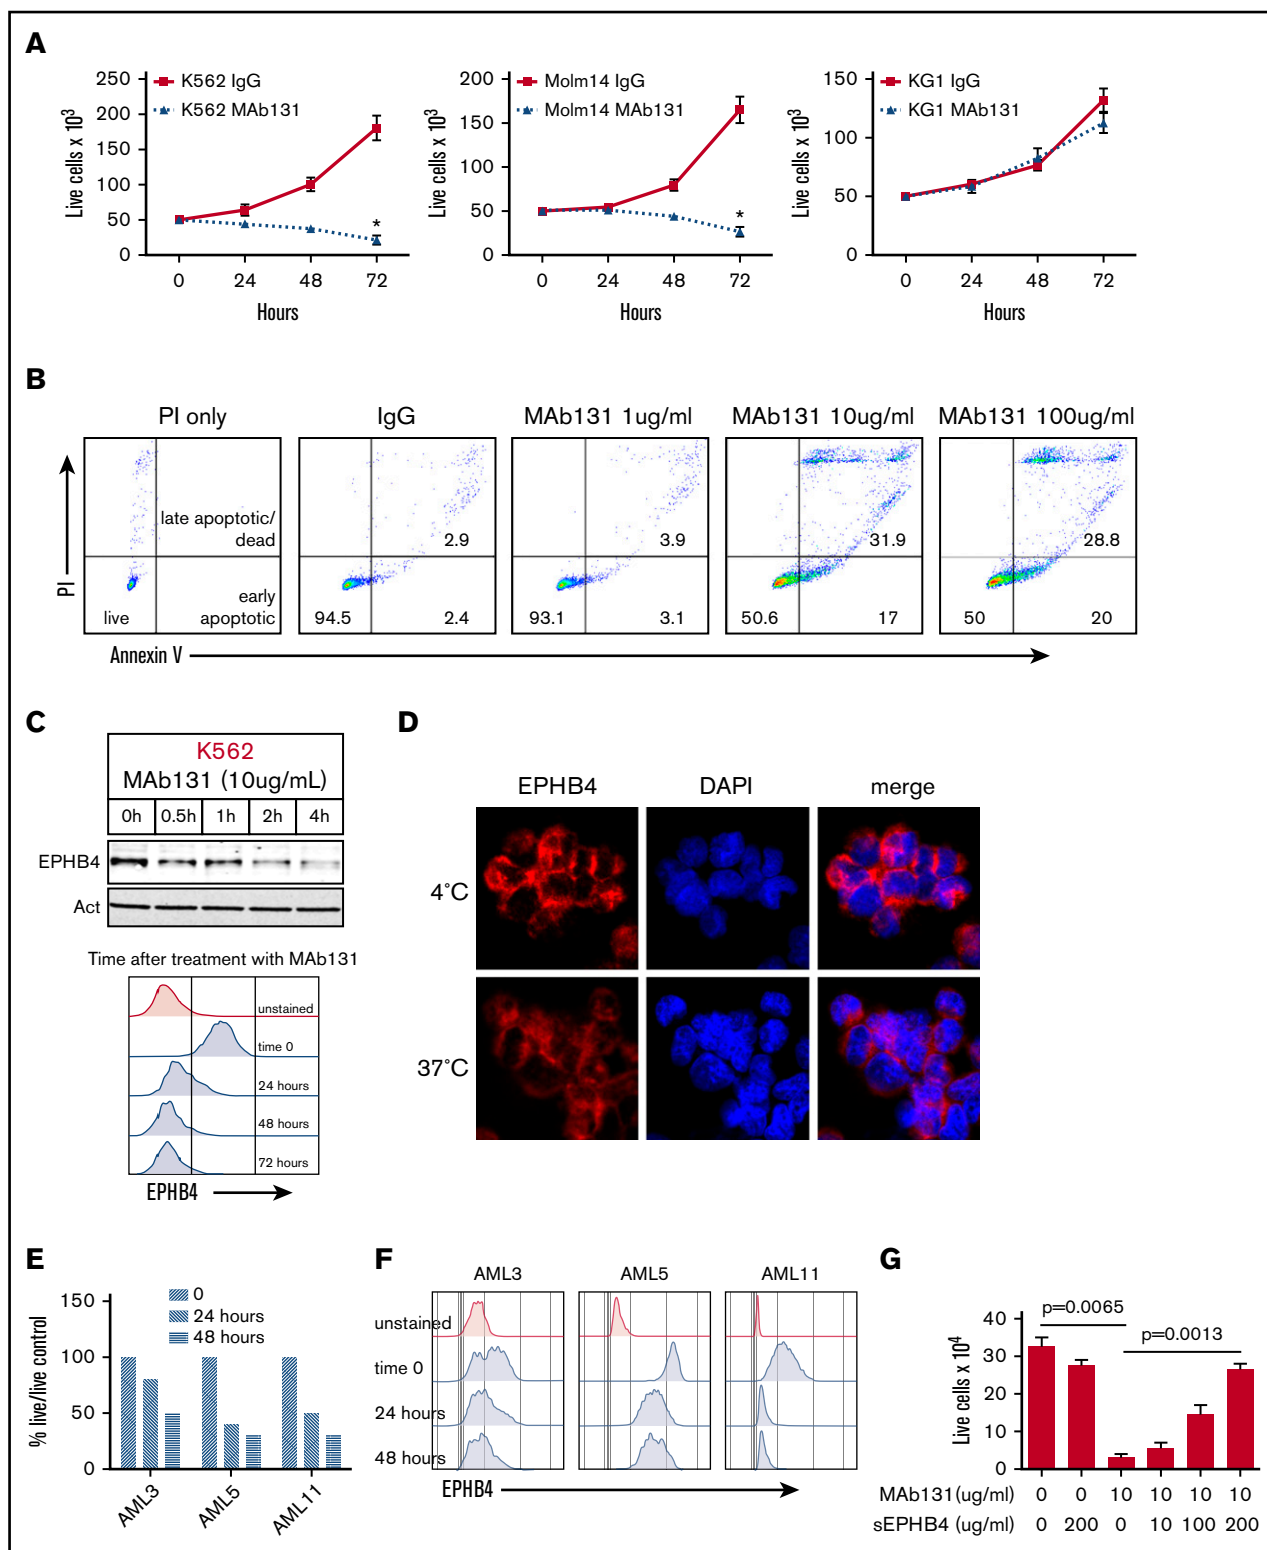 A
K562 IgG
K562 MAb131
Live cells x 10³
250
200
150
100
50
0
*
0 24 48 72
Hours
Molm14 IgG
Molm14 MAb131
Live cells x 10³
200
150
100
50
0
*
0 24 48 72
Hours
KG1 IgG
KG1 MAb131
Live cells x 10³
150
100
50
0
0 24 48 72
Hours
B
PI only IgG MAb131 1ug/ml MAb131 10ug/ml MAb131 100ug/ml
PI
late apoptotic/
dead
early
apoptotic
live
2.9
94.5 2.4
3.9
93.1 3.1
31.9
50.6 17
28.8
50 20
Annexin V
C
K562
MAb131 (10ug/mL)
0h 0.5h 1h 2h 4h
EPHB4
Act
Time after treatment with MAb131
unstained
time 0
24 hours
48 hours
72 hours
EPHB4
D
EPHB4 DAPI merge
4°C
37°C
E
% live/live control
150
100
50
0
0
24 hours
48 hours
AML3 AML5 AML11
F
AML3 AML5 AML11
unstained
time 0
24 hours
48 hours
EPHB4
G
Live cells x 10⁴
40
30
20
10
0
p=0.0065
p=0.0013
MAb131(ug/ml) 0 0 10 10 10 10
sEPHB4 (ug/ml) 0 200 0 10 100 200